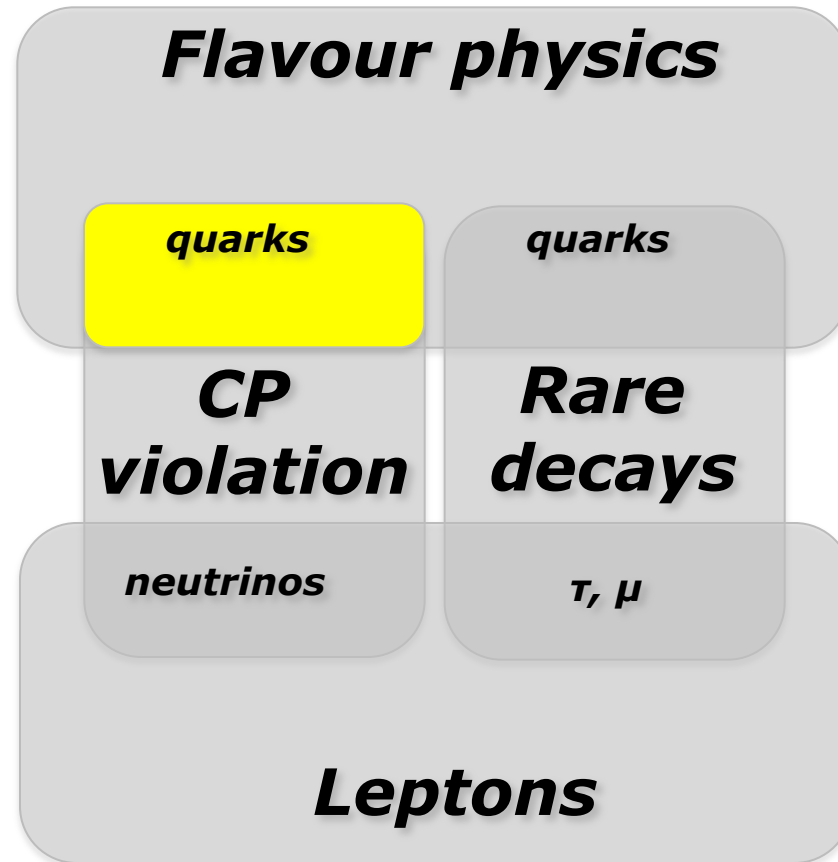 Flavour physics
quarks
quarks
CP
violation
Rare
decays
neutrinos
τ, μ
Leptons